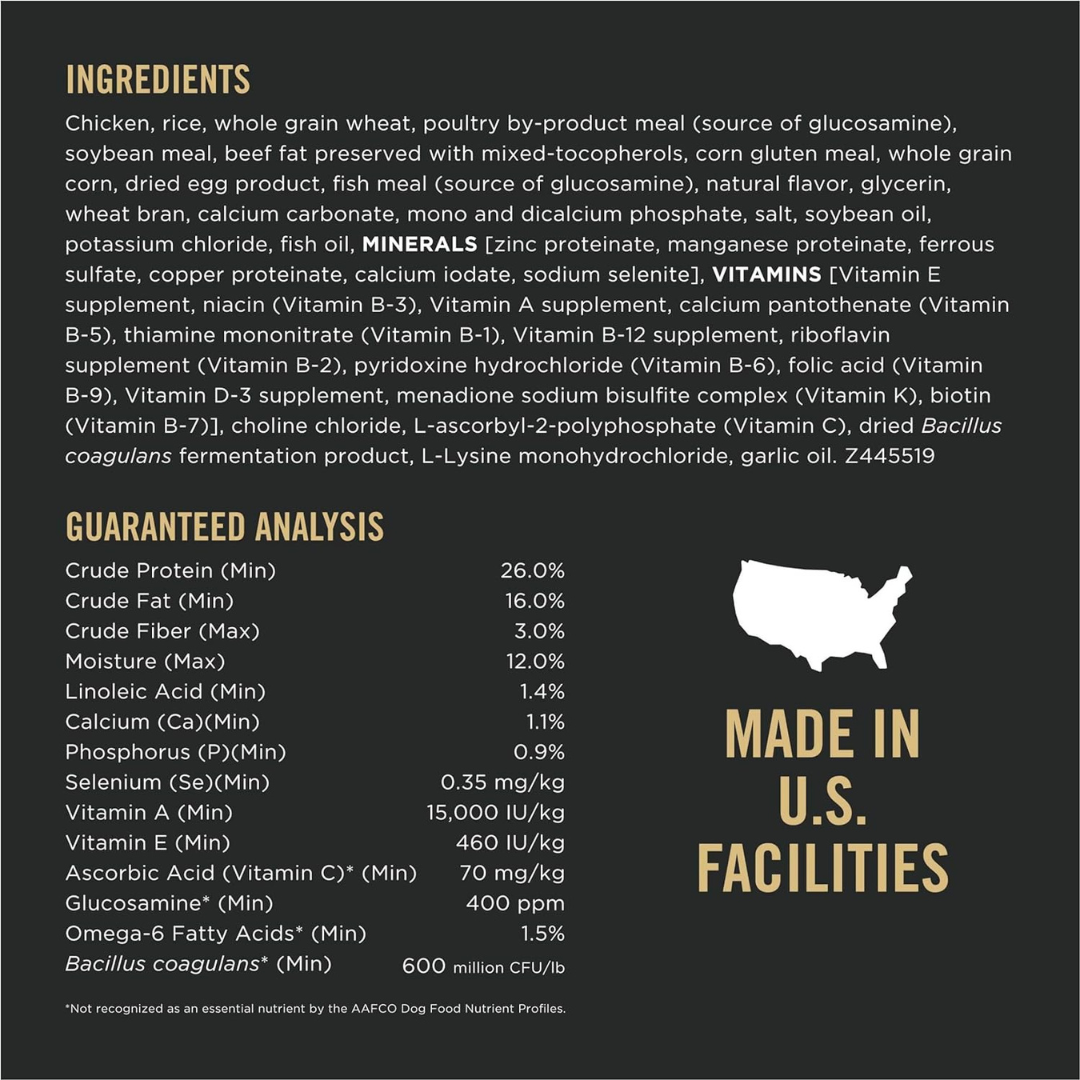 INGREDIENTS
Chicken, rice, whole grain wheat, poultry by-product meal (source of glucosamine),
soybean meal, beef fat preserved with mixed-tocopherols, corn gluten meal, whole grain
corn, dried egg product, fish meal (source of glucosamine), natural flavor, glycerin,
wheat bran, calcium carbonate, mono and dicalcium phosphate, salt, soybean oil,
potassium chloride, fish oil, MINERALS [zinc proteinate, manganese proteinate, ferrous
sulfate, copper proteinate, calcium iodate, sodium selenite], VITAMINS [Vitamin E
supplement, niacin (Vitamin B-3), Vitamin A supplement, calcium pantothenate (Vitamin
B-5), thiamine mononitrate (Vitamin B-1), Vitamin B-12 supplement, riboflavin
supplement (Vitamin B-2), pyridoxine hydrochloride (Vitamin B-6), folic acid (Vitamin
B-9), Vitamin D-3 supplement, menadione sodium bisulfite complex (Vitamin K), biotin
(Vitamin B-7)], choline chloride, L-ascorbyl-2-polyphosphate (Vitamin C), dried Bacillus
coagulans fermentation product, L-Lysine monohydrochloride, garlic oil. Z445519
GUARANTEED ANALYSIS
Crude Protein (Min) 26.0%
Crude Fat (Min) 16.0%
Crude Fiber (Max) 3.0%
Moisture (Max) 12.0%
Linoleic Acid (Min) 1.4%
Calcium (Ca)(Min) 1.1%
Phosphorus (P)(Min) 0.9%
Selenium (Se)(Min) 0.35 mg/kg
Vitamin A (Min) 15,000 IU/kg
Vitamin E (Min) 460 IU/kg
Ascorbic Acid (Vitamin C)* (Min) 70 mg/kg
Glucosamine* (Min) 400 ppm
Omega-6 Fatty Acids* (Min) 1.5%
Bacillus coagulans* (Min) 600 million CFU/lb
*Not recognized as an essential nutrient by the AAFCO Dog Food Nutrient Profiles.
MADE IN
U.S.
FACILITIES